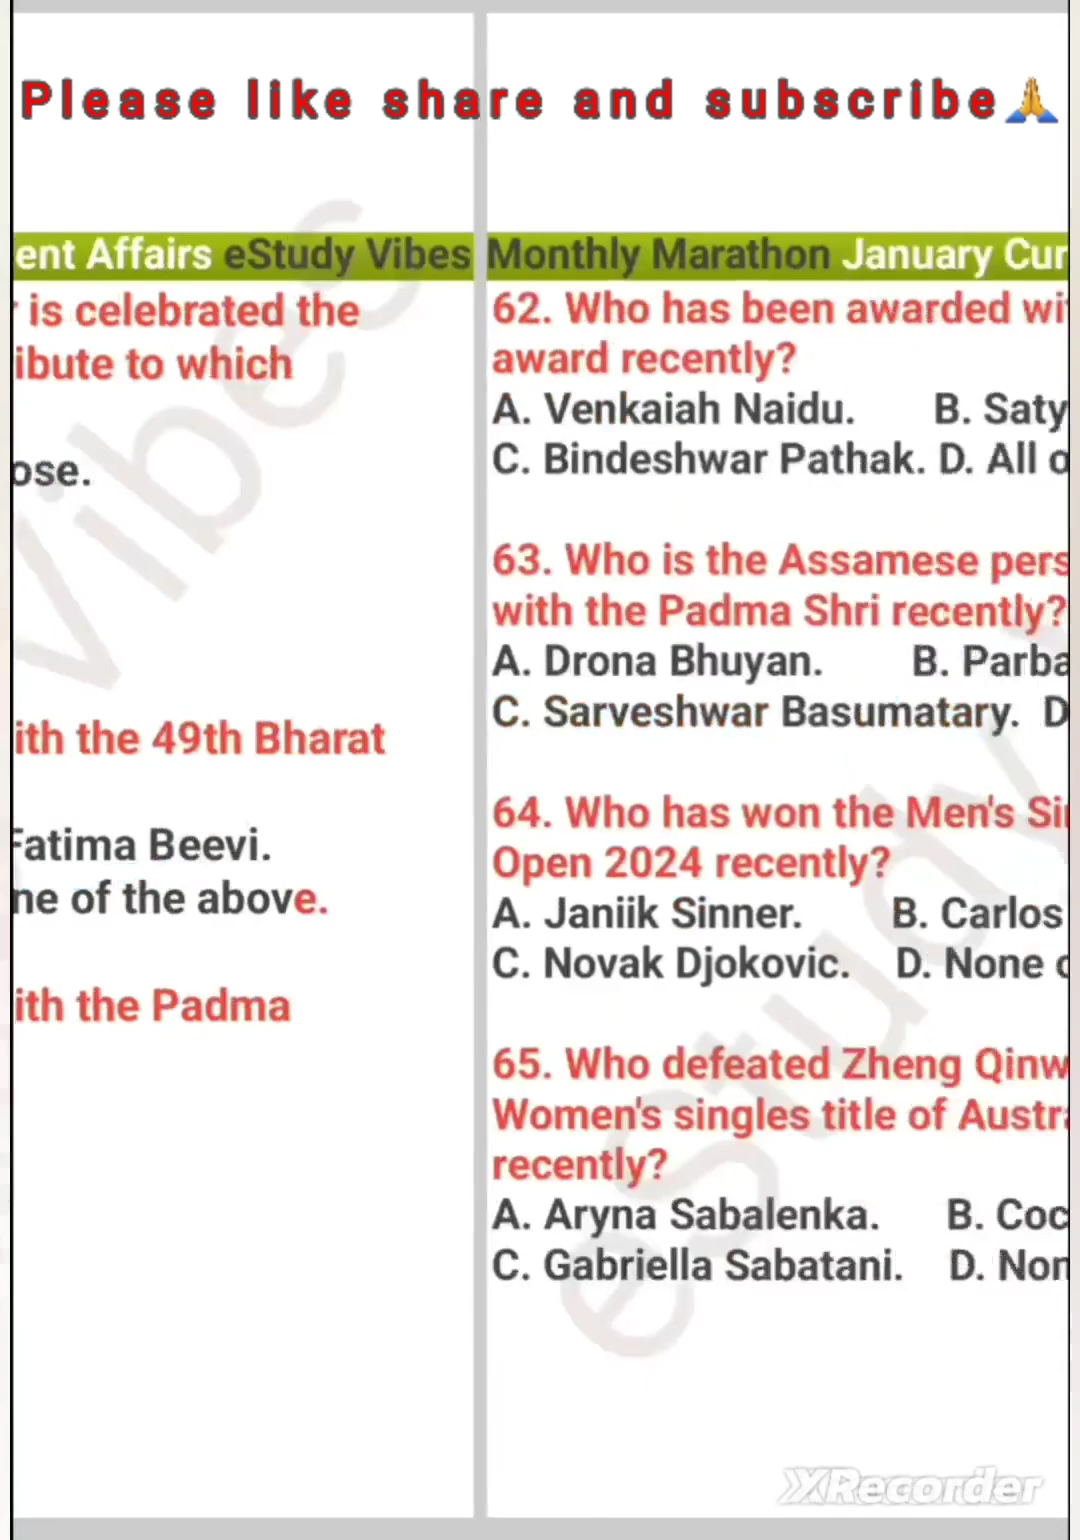 Please like share and subscribe🙏
ent Affairs eStudy Vibes
is celebrated the
ibute to which
ose.
ith the 49th Bharat
Fatima Beevi.
ne of the above.
ith the Padma
Monthly Marathon January Cur
62. Who has been awarded wi
award recently?
A. Venkaiah Naidu. B. Saty
C. Bindeshwar Pathak. D. All o
63. Who is the Assamese pers
with the Padma Shri recently?
A. Drona Bhuyan. B. Parba
C. Sarveshwar Basumatary. D
64. Who has won the Men's Si
Open 2024 recently?
A. Janiik Sinner. B. Carlos
C. Novak Djokovic. D. None o
65. Who defeated Zheng Qinw
Women's singles title of Austra
recently?
A. Aryna Sabalenka. B. Coc
C. Gabriella Sabatani. D. Non
Vibes
eStudy
XRecorder